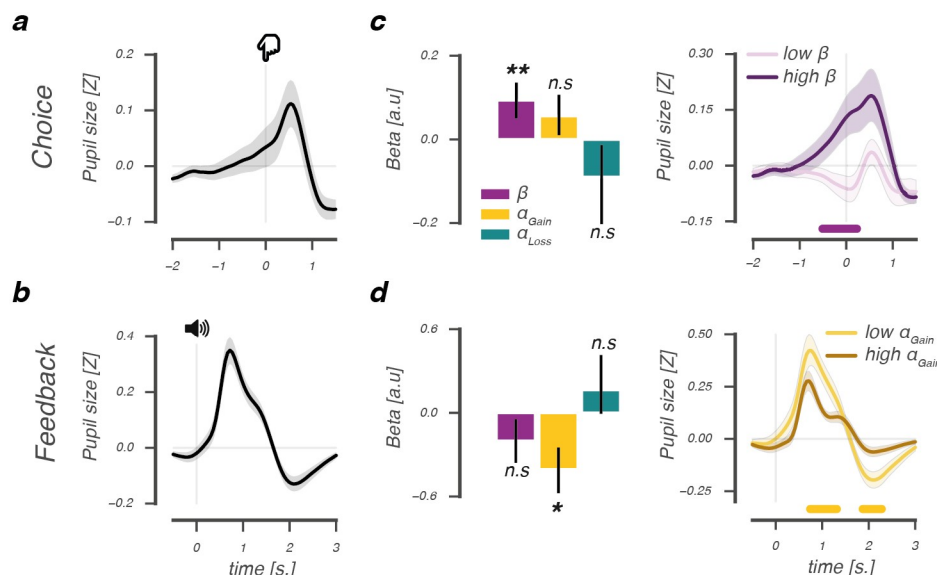 a
Choice
Pupil size [Z]
0.2
0.1
0.0
−0.1
−2 −1 0 1
c
Beta [a.u]
0.2
0.0
−0.2
**
n.s
n.s
β
αGain
αLoss
Pupil size [Z]
0.30
0.15
0.00
−0.15
low β
high β
−2 −1 0 1
b
Feedback
Pupil size [Z]
0.4
0.2
0.0
−0.2
0 1 2 3
time [s.]
d
Beta [a.u]
0.6
0.0
−0.6
n.s
*
n.s
Pupil size [Z]
0.50
0.25
0.00
−0.25
low αGain
high αGain
0 1 2 3
time [s.]